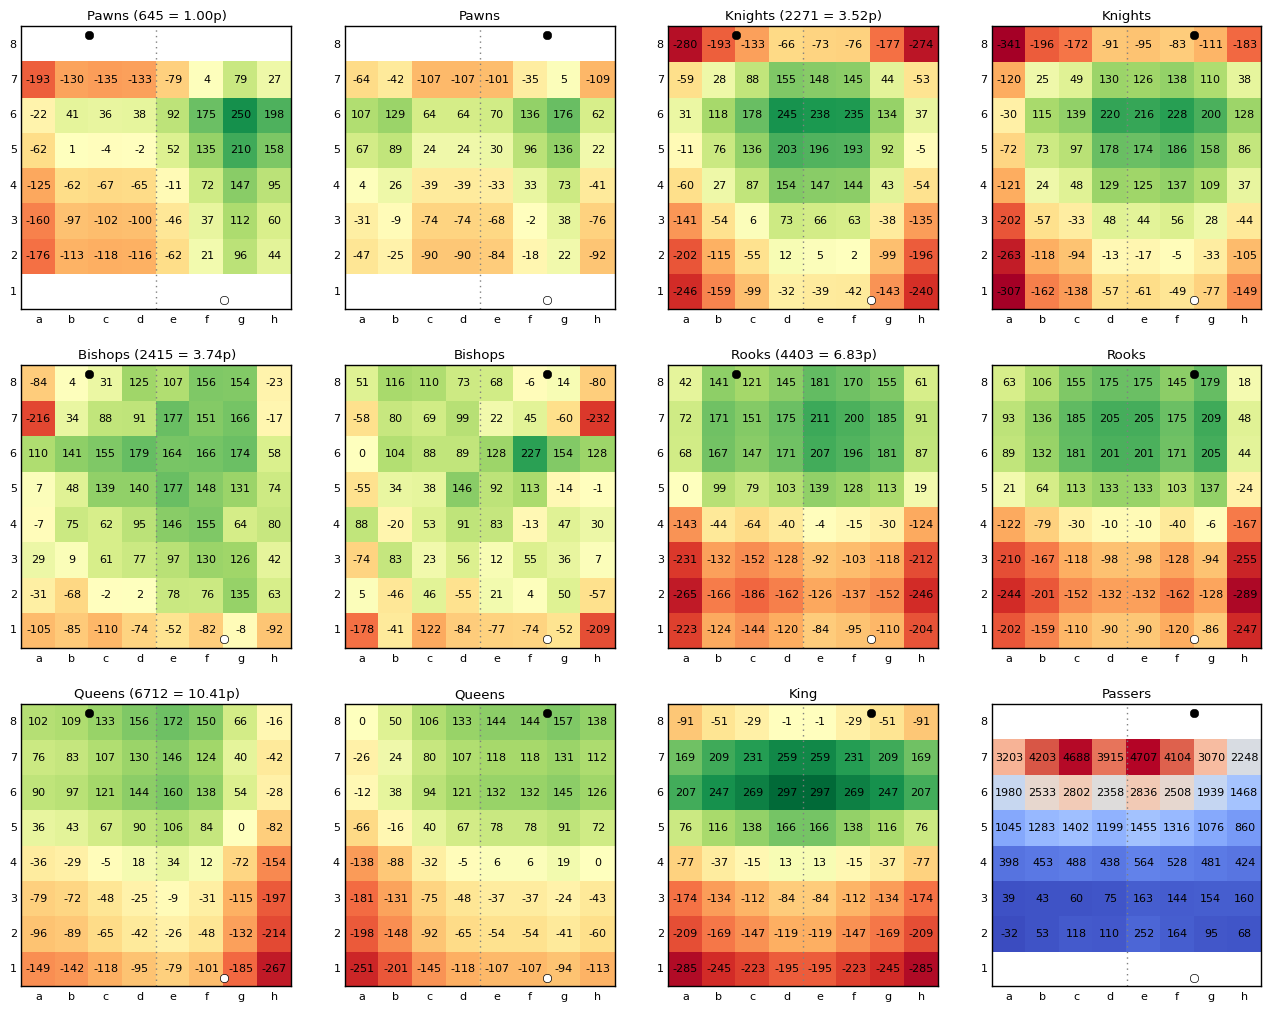 Pawns (645 = 1.00p) Pawns Knights (2271 = 3.52p) Knights
8 8 8 -280 -193 -133 -66 -73 -76 -177 -274 8 -341 -196 -172 -91 -95 -83 -111 -183
7 -193 -130 -135 -133 -79 4 79 27 7 -64 -42 -107 -107 -101 -35 5 -109 7 -59 28 88 155 148 145 44 -53 7 -120 25 49 130 126 138 110 38
6 -22 41 36 38 92 175 250 198 6 107 129 64 64 70 136 176 62 6 31 118 178 245 238 235 134 37 6 -30 115 139 220 216 228 200 128
5 -62 1 -4 -2 52 135 210 158 5 67 89 24 24 30 96 136 22 5 -11 76 136 203 196 193 92 -5 5 -72 73 97 178 174 186 158 86
4 -125 -62 -67 -65 -11 72 147 95 4 4 26 -39 -39 -33 33 73 -41 4 -60 27 87 154 147 144 43 -54 4 -121 24 48 129 125 137 109 37
3 -160 -97 -102 -100 -46 37 112 60 3 -31 -9 -74 -74 -68 -2 38 -76 3 -141 -54 6 73 66 63 -38 -135 3 -202 -57 -33 48 44 56 28 -44
2 -176 -113 -118 -116 -62 21 96 44 2 -47 -25 -90 -90 -84 -18 22 -92 2 -202 -115 -55 12 5 2 -99 -196 2 -263 -118 -94 -13 -17 -5 -33 -105
1 1 1 -246 -159 -99 -32 -39 -42 -143 -240 1 -307 -162 -138 -57 -61 -49 -77 -149
a b c d e f g h a b c d e f g h a b c d e f g h a b c d e f g h
Bishops (2415 = 3.74p) Bishops Rooks (4403 = 6.83p) Rooks
8 -84 4 31 125 107 156 154 -23 8 51 116 110 73 68 -6 14 -80 8 42 141 121 145 181 170 155 61 8 63 106 155 175 175 145 179 18
7 -216 34 88 91 177 151 166 -17 7 -58 80 69 99 22 45 -60 -232 7 72 171 151 175 211 200 185 91 7 93 136 185 205 205 175 209 48
6 110 141 155 179 164 166 174 58 6 0 104 88 89 128 227 154 128 6 68 167 147 171 207 196 181 87 6 89 132 181 201 201 171 205 44
5 7 48 139 140 177 148 131 74 5 -55 34 38 146 92 113 -14 -1 5 0 99 79 103 139 128 113 19 5 21 64 113 133 133 103 137 -24
4 -7 75 62 95 146 155 64 80 4 88 -20 53 91 83 -13 47 30 4 -143 -44 -64 -40 -4 -15 -30 -124 4 -122 -79 -30 -10 -10 -40 -6 -167
3 29 9 61 77 97 130 126 42 3 -74 83 23 56 12 55 36 7 3 -231 -132 -152 -128 -92 -103 -118 -212 3 -210 -167 -118 -98 -98 -128 -94 -255
2 -31 -68 -2 2 78 76 135 63 2 5 -46 46 -55 21 4 50 -57 2 -265 -166 -186 -162 -126 -137 -152 -246 2 -244 -201 -152 -132 -132 -162 -128 -289
1 -105 -85 -110 -74 -52 -82 -8 -92 1 -178 -41 -122 -84 -77 -74 -52 -209 1 -223 -124 -144 -120 -84 -95 -110 -204 1 -202 -159 -110 -90 -90 -120 -86 -247
a b c d e f g h a b c d e f g h a b c d e f g h a b c d e f g h
Queens (6712 = 10.41p) Queens King Passers
8 102 109 133 156 172 150 66 -16 8 0 50 106 133 144 144 157 138 8 -91 -51 -29 -1 -1 -29 -51 -91 8
7 76 83 107 130 146 124 40 -42 7 -26 24 80 107 118 118 131 112 7 169 209 231 259 259 231 209 169 7 3203 4203 4688 3915 4707 4104 3070 2248
6 90 97 121 144 160 138 54 -28 6 -12 38 94 121 132 132 145 126 6 207 247 269 297 297 269 247 207 6 1980 2533 2802 2358 2836 2508 1939 1468
5 36 43 67 90 106 84 0 -82 5 -66 -16 40 67 78 78 91 72 5 76 116 138 166 166 138 116 76 5 1045 1283 1402 1199 1455 1316 1076 860
4 -36 -29 -5 18 34 12 -72 -154 4 -138 -88 -32 -5 6 6 19 0 4 -77 -37 -15 13 13 -15 -37 -77 4 398 453 488 438 564 528 481 424
3 -79 -72 -48 -25 -9 -31 -115 -197 3 -181 -131 -75 -48 -37 -37 -24 -43 3 -174 -134 -112 -84 -84 -112 -134 -174 3 39 43 60 75 163 144 154 160
2 -96 -89 -65 -42 -26 -48 -132 -214 2 -198 -148 -92 -65 -54 -54 -41 -60 2 -209 -169 -147 -119 -119 -147 -169 -209 2 -32 53 118 110 252 164 95 68
1 -149 -142 -118 -95 -79 -101 -185 -267 1 -251 -201 -145 -118 -107 -107 -94 -113 1 -285 -245 -223 -195 -195 -223 -245 -285 1
a b c d e f g h a b c d e f g h a b c d e f g h a b c d e f g h